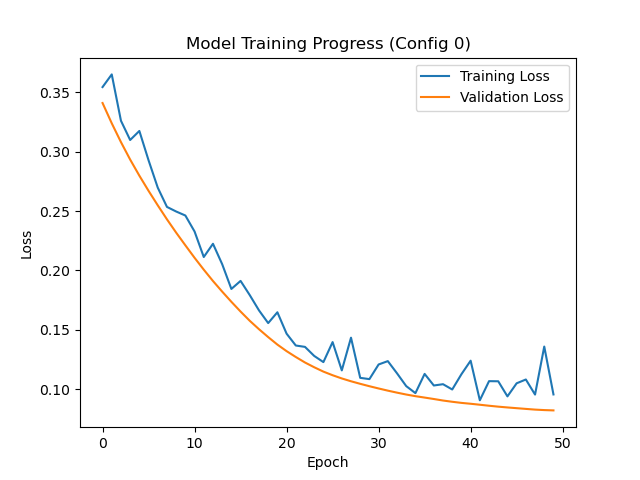 Model Training Progress (Config 0)
Training Loss
Validation Loss
Loss
0.35
0.30
0.25
0.20
0.15
0.10
0 10 20 30 40 50
Epoch